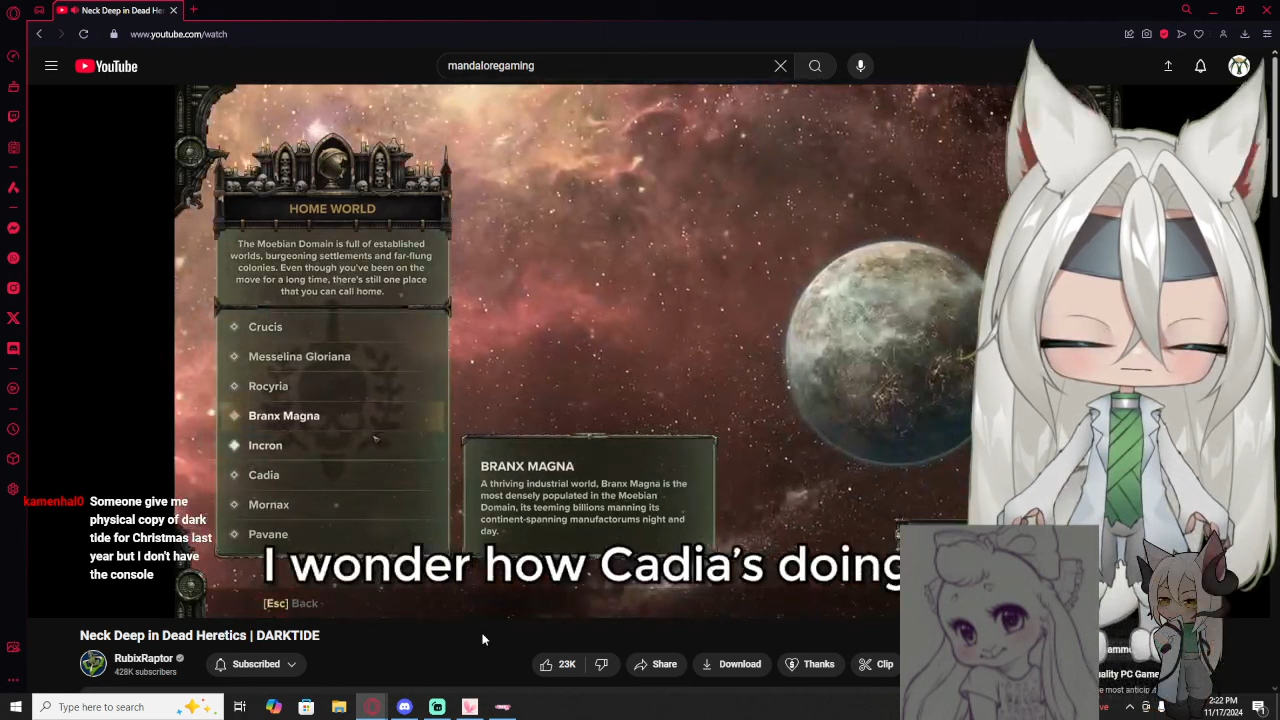 Neck Deep in Dead Her
www.youtube.com/watch
YouTube
mandaloregaming
HOME WORLD
The Moebian Domain is full of established
worlds, burgeoning settlements and far-flung
colonies. Even though you've been on the
move for a long time, there's still one place
that you can call home.
Crucis
Messelina Gloriana
Rocyria
Branx Magna
Incron
Cadia
Mornax
Pavane
BRANX MAGNA
A thriving industrial world, Branx Magna is the
most densely populated in the Moebian
Domain, its teeming billions manning its
continent-spanning manufactorums night and
day.
kamenhal0 Someone give me
physical copy of dark
tide for Christmas last
year but I don't have
the console
I wonder how Cadia's doing
[Esc] Back
Neck Deep in Dead Heretics | DARKTIDE
RubixRaptor
428K subscribers
Subscribed
23K
Share
Download
Thanks
Clip
uality PC Game
e most anticip
Type here to search
2:22 PM
11/17/2024